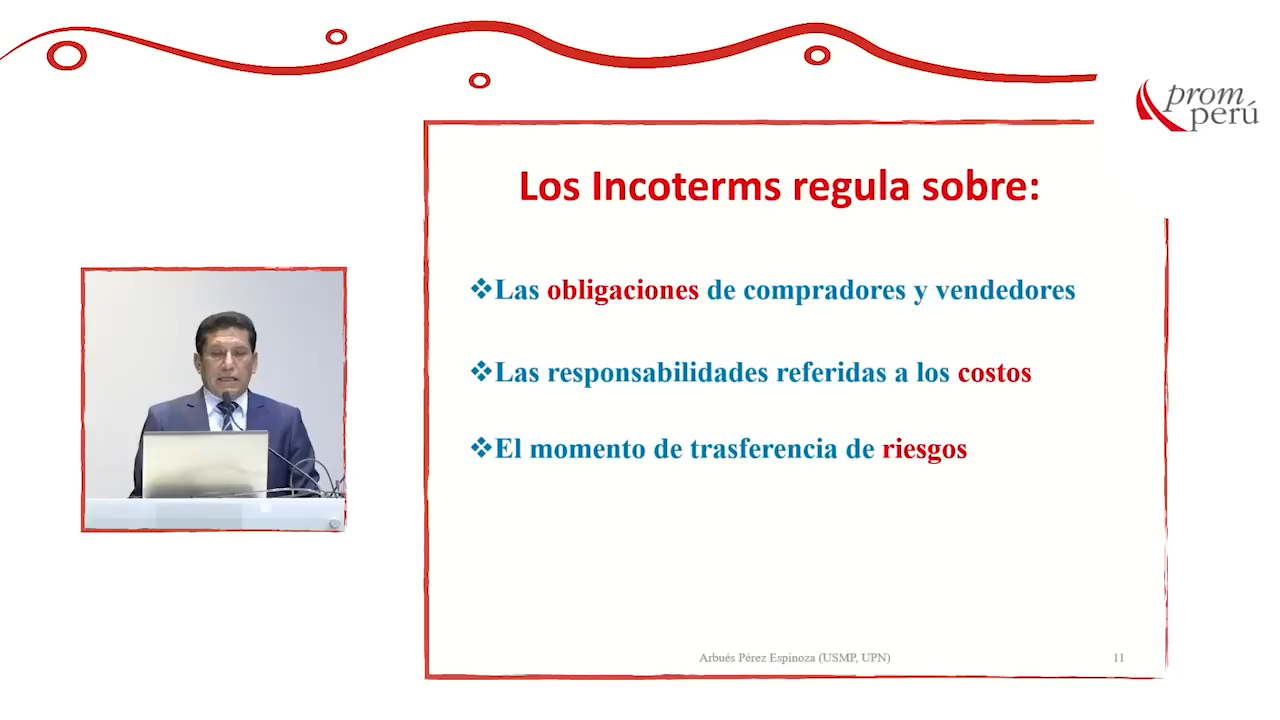 prom
perú
Los Incoterms regula sobre:
❖Las obligaciones de compradores y vendedores
❖Las responsabilidades referidas a los costos
❖El momento de trasferencia de riesgos
Arbués Pérez Espinoza (USMP, UPN)
11